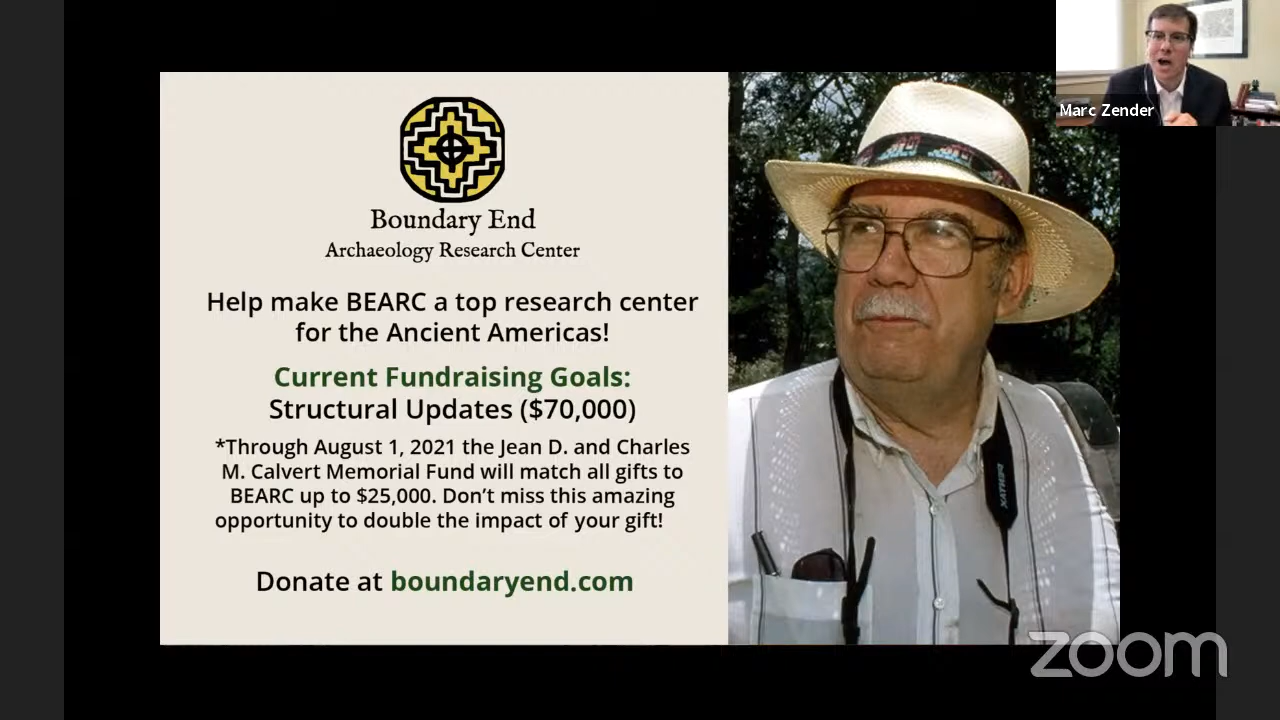 Marc Zender
Boundary End
Archaeology Research Center
Help make BEARC a top research center
for the Ancient Americas!
Current Fundraising Goals:
Structural Updates ($70,000)
*Through August 1, 2021 the Jean D. and Charles
M. Calvert Memorial Fund will match all gifts to
BEARC up to $25,000. Don’t miss this amazing
opportunity to double the impact of your gift!
Donate at boundaryend.com
PENTAX
zoom